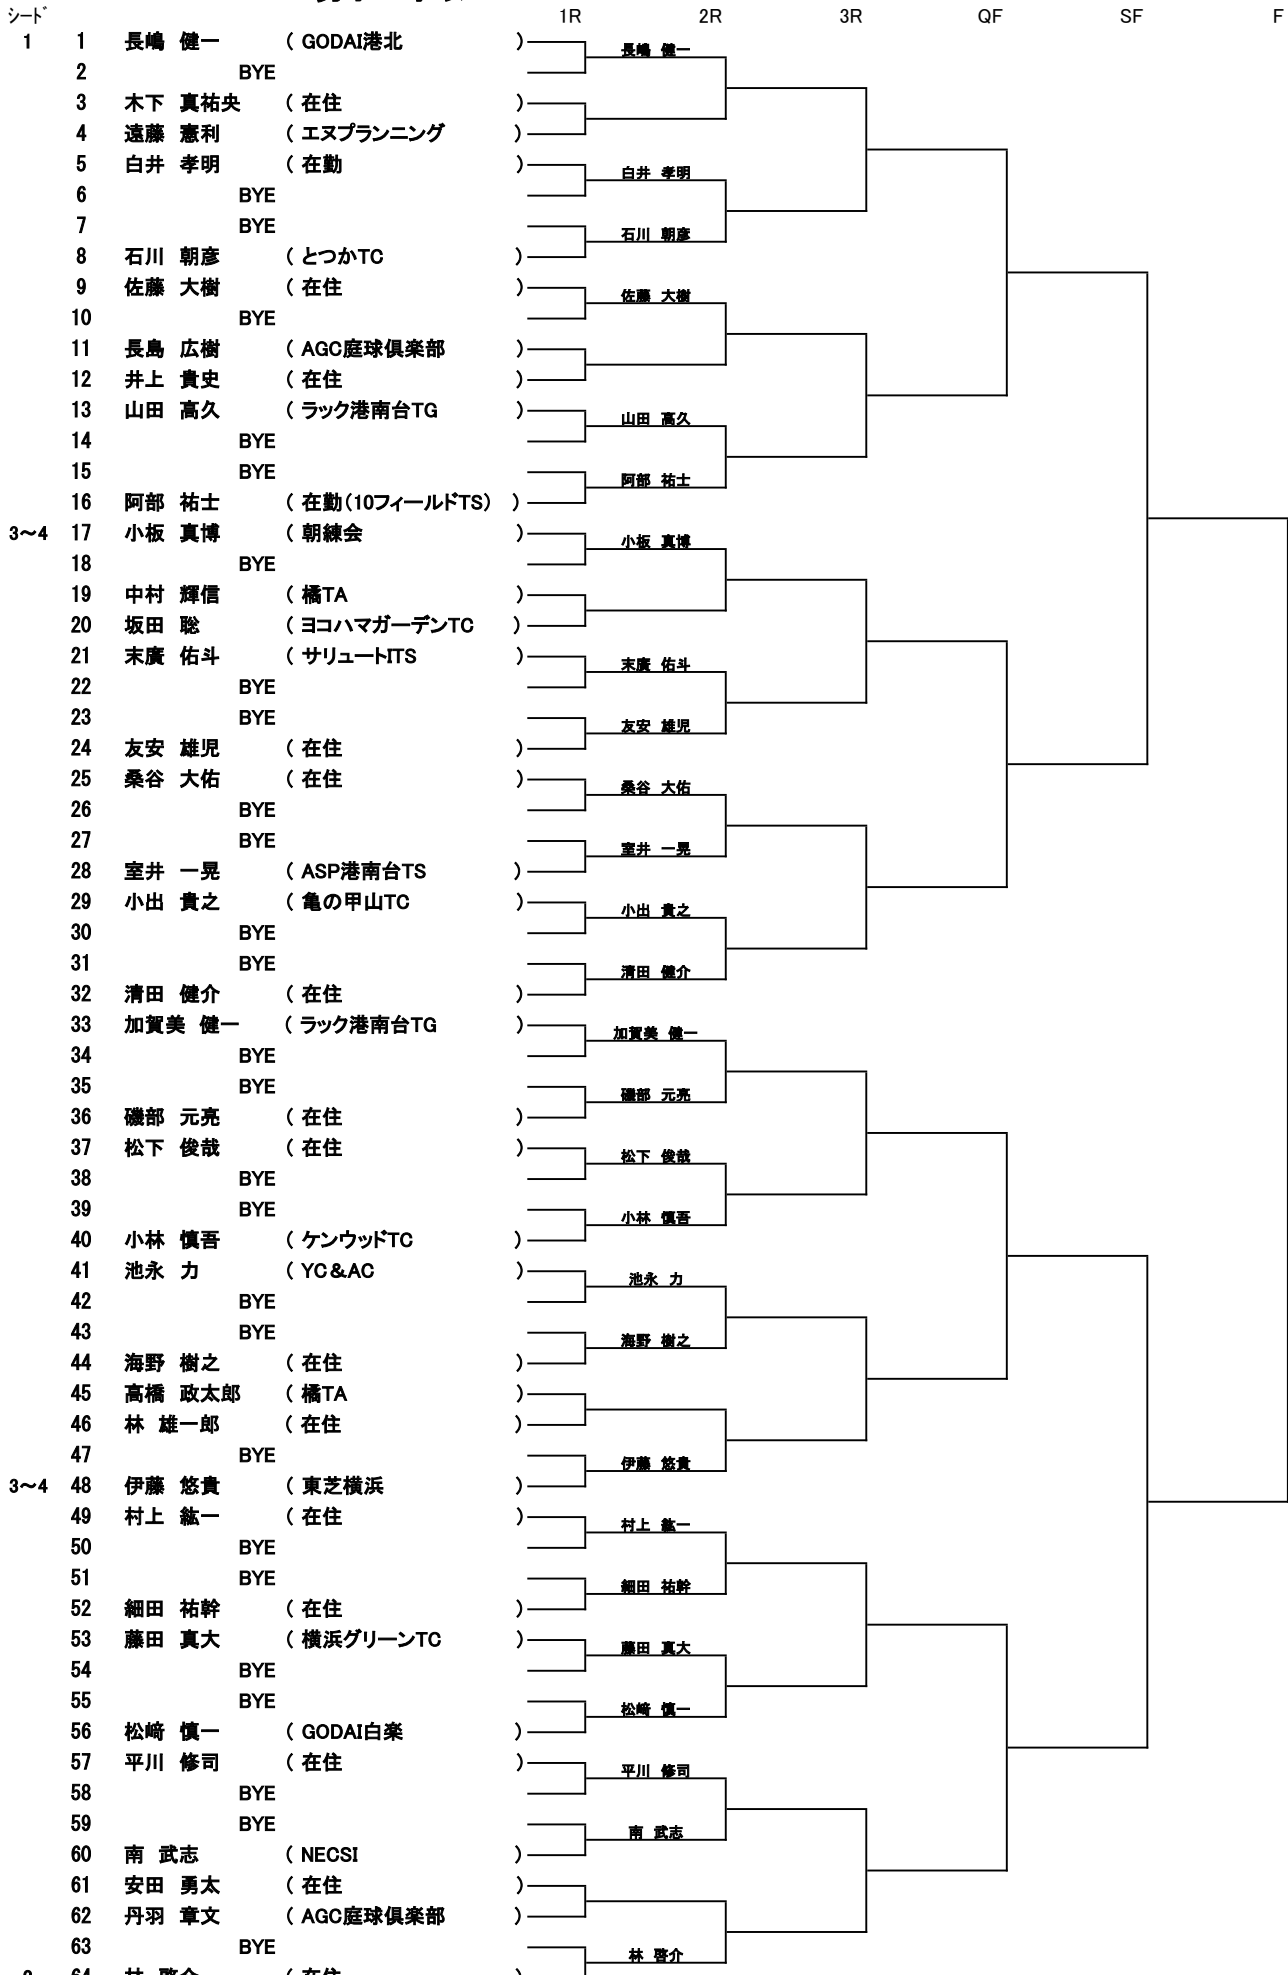 シード 1R 2R 3R QF SF F
1 1 長嶋 健一 ( GODAI港北 )
長嶋 健一
2 BYE
3 木下 真祐央 ( 在住 )
4 遠藤 憲利 ( エヌプランニング )
5 白井 孝明 ( 在勤 )
白井 孝明
6 BYE
7 BYE
石川 朝彦
8 石川 朝彦 ( とつかTC )
9 佐藤 大樹 ( 在住 )
佐藤 大樹
10 BYE
11 長島 広樹 ( AGC庭球倶楽部 )
12 井上 貴史 ( 在住 )
13 山田 高久 ( ラック港南台TG )
山田 高久
14 BYE
15 BYE
阿部 祐士
16 阿部 祐士 ( 在勤(10フィールドTS) )
3～4 17 小板 真博 ( 朝練会 )
小板 真博
18 BYE
19 中村 輝信 ( 橘TA )
20 坂田 聡 ( ヨコハマガーデンTC )
21 末廣 佑斗 ( サリュートITS )
末廣 佑斗
22 BYE
23 BYE
友安 雄児
24 友安 雄児 ( 在住 )
25 桑谷 大佑 ( 在住 )
桑谷 大佑
26 BYE
27 BYE
室井 一晃
28 室井 一晃 ( ASP港南台TS )
29 小出 貴之 ( 亀の甲山TC )
小出 貴之
30 BYE
31 BYE
清田 健介
32 清田 健介 ( 在住 )
33 加賀美 健一 ( ラック港南台TG )
加賀美 健一
34 BYE
35 BYE
磯部 元亮
36 磯部 元亮 ( 在住 )
37 松下 俊哉 ( 在住 )
松下 俊哉
38 BYE
39 BYE
小林 慎吾
40 小林 慎吾 ( ケンウッドTC )
41 池永 力 ( YC＆AC )
池永 力
42 BYE
43 BYE
海野 樹之
44 海野 樹之 ( 在住 )
45 高橋 政太郎 ( 橘TA )
46 林 雄一郎 ( 在住 )
47 BYE
伊藤 悠貴
3～4 48 伊藤 悠貴 ( 東芝横浜 )
49 村上 紘一 ( 在住 )
村上 紘一
50 BYE
51 BYE
細田 祐幹
52 細田 祐幹 ( 在住 )
53 藤田 真大 ( 横浜グリーンTC )
藤田 真大
54 BYE
55 BYE
松﨑 慎一
56 松﨑 慎一 ( GODAI白楽 )
57 平川 修司 ( 在住 )
平川 修司
58 BYE
59 BYE
南 武志
60 南 武志 ( NECSI )
61 安田 勇太 ( 在住 )
62 丹羽 章文 ( AGC庭球倶楽部 )
63 BYE
林 啓介
64 林 啓介 ( 在住 )